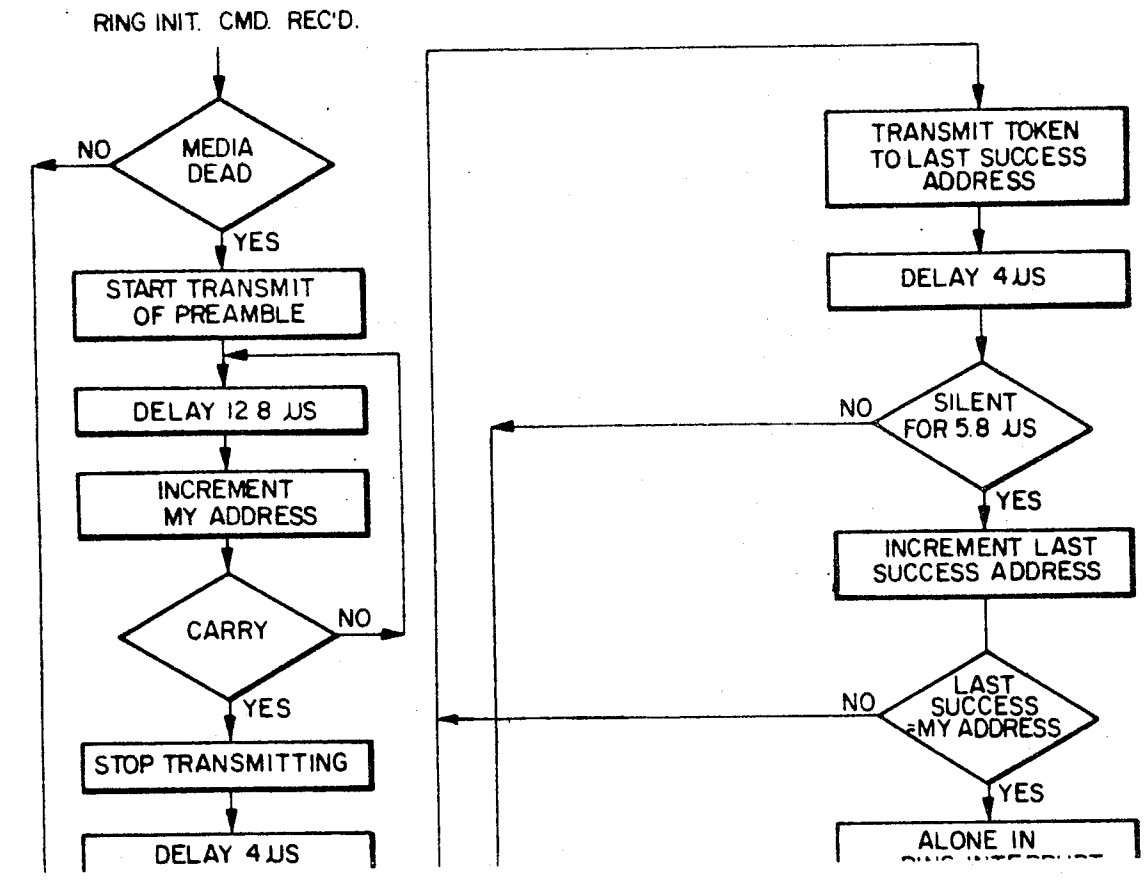 RING INIT. CMD. REC'D.
MEDIA
DEAD
NO
YES
START TRANSMIT
OF PREAMBLE
DELAY 12 8 µS
INCREMENT
MY ADDRESS
CARRY
NO
YES
STOP TRANSMITTING
DELAY 4 µS
TRANSMIT TOKEN
TO LAST SUCCESS
ADDRESS
DELAY 4 µS
SILENT
FOR 5.8 µS
NO
YES
INCREMENT LAST
SUCCESS ADDRESS
LAST
SUCCESS
=MY ADDRESS
NO
YES
ALONE IN
RING INTERRUPT